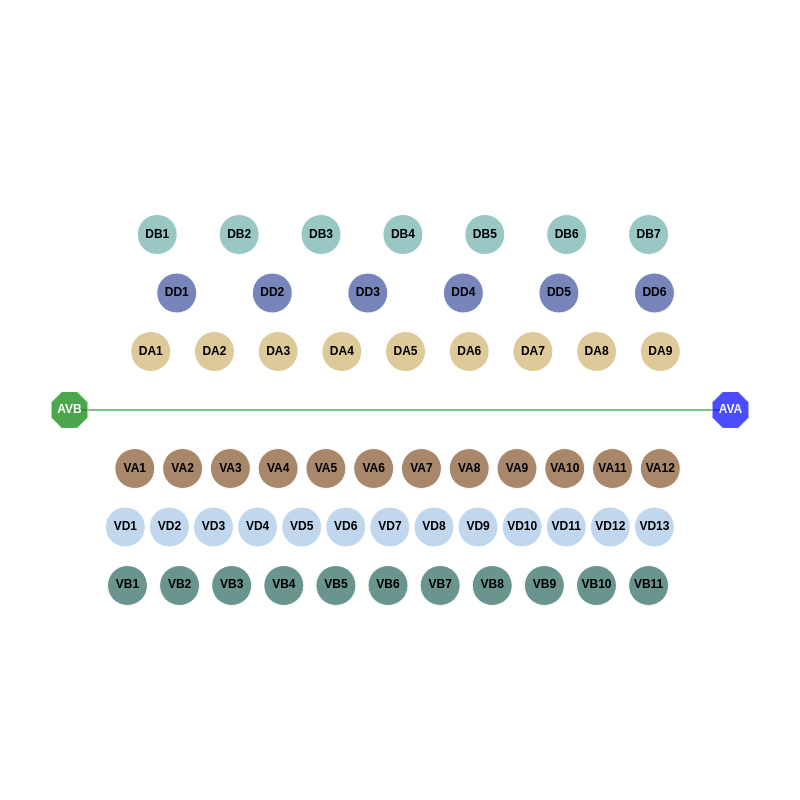 DB1 DB2 DB3 DB4 DB5 DB6 DB7
DD1 DD2 DD3 DD4 DD5 DD6
DA1 DA2 DA3 DA4 DA5 DA6 DA7 DA8 DA9
AVB AVA
VA1 VA2 VA3 VA4 VA5 VA6 VA7 VA8 VA9 VA10 VA11 VA12
VD1 VD2 VD3 VD4 VD5 VD6 VD7 VD8 VD9 VD10 VD11 VD12 VD13
VB1 VB2 VB3 VB4 VB5 VB6 VB7 VB8 VB9 VB10 VB11